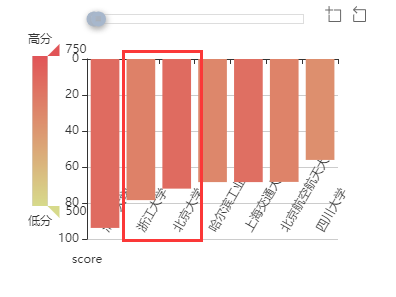 高分
750
低分
500
0
20
40
60
80
100
大学
浙江大学
北京大学
哈尔滨工业
上海交通大
北京航空航天大
四川大学
score